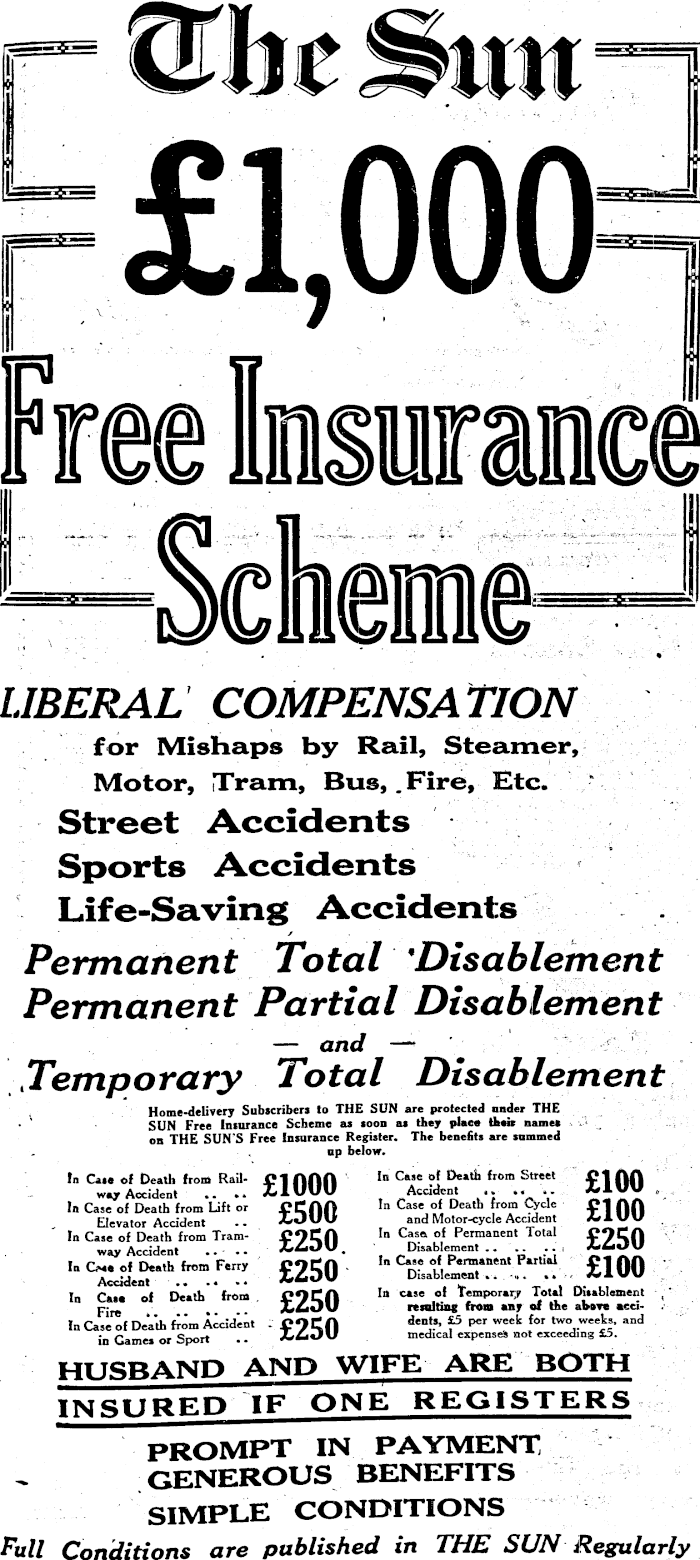 The Sun
£1,000
Free Insurance
Scheme
LIBERAL COMPENSATION
for Mishaps by Rail, Steamer,
Motor, Tram, Bus, Fire, Etc.
Street Accidents
Sports Accidents
Life-Saving Accidents
Permanent Total Disablement
Permanent Partial Disablement
— and —
Temporary Total Disablement
Home-delivery Subscribers to THE SUN are protected under THE
SUN Free Insurance Scheme as soon as they place their names
on THE SUN'S Free Insurance Register. The benefits are summed
up below.
In Case of Death from Rail-
way Accident .. .. £1000
In Case of Death from Lift or
Elevator Accident .. £500
In Case of Death from Tram-
way Accident .. .. £250
In Case of Death from Ferry
Accident .. .. .. £250
In Case of Death from
Fire .. .. .. .. £250
In Case of Death from Accident
in Games or Sport .. £250
In Case of Death from Street
Accident .. .. .. £100
In Case of Death from Cycle
and Motor-cycle Accident £100
In Case of Permanent Total
Disablement .. .. .. £250
In Case of Permanent Partial
Disablement .. .. .. £100
In case of Temporary Total Disablement
resulting from any of the above acci-
dents, £5 per week for two weeks, and
medical expenses not exceeding £5.
HUSBAND AND WIFE ARE BOTH
INSURED IF ONE REGISTERS
PROMPT IN PAYMENT
GENEROUS BENEFITS
SIMPLE CONDITIONS
Full Conditions are published in THE SUN Regularly